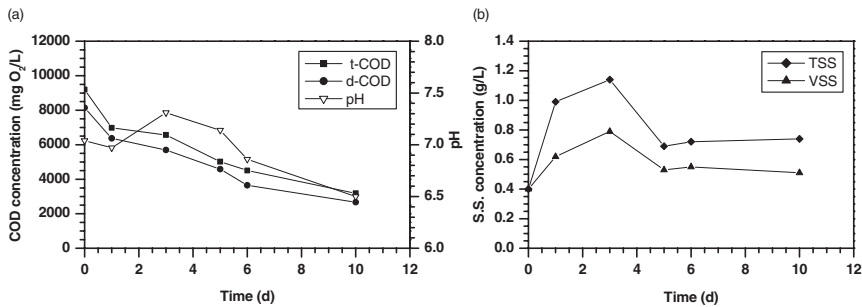 (a)
12000
10000
8000
6000
4000
2000
0
COD concentration (mg O2/L)
0 2 4 6 8 10 12
Time (d)
8.0
7.5
7.0
6.5
6.0
pH
t-COD
d-COD
pH
(b)
1.4
1.2
1.0
0.8
0.6
0.4
0.2
0.0
S.S. concentration (g/L)
0 2 4 6 8 10 12
Time (d)
TSS
VSS